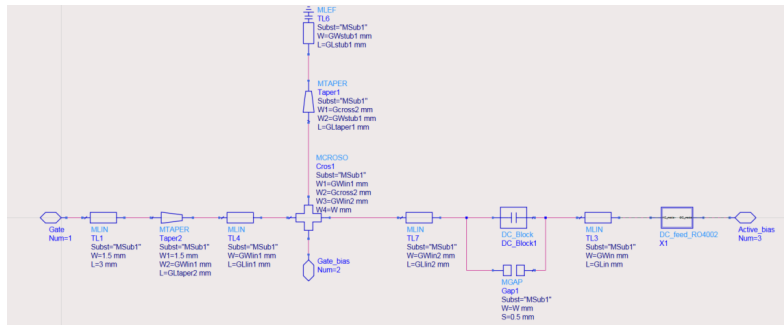 MLEF
TL6
Subst="MSub1"
W=GWstub1 mm
L=GLstub1 mm
MTAPER
Taper1
Subst="MSub1"
W1=Gcross2 mm
W2=GWstub1 mm
L=GLtaper1 mm
MCROSO
Cros1
Subst="MSub1"
W1=GWlin1 mm
W2=Gcross2 mm
W3=GWlin2 mm
W4=W mm
Gate
Num=1
MLIN
TL1
Subst="MSub1"
W=1.5 mm
L=3 mm
MTAPER
Taper2
Subst="MSub1"
W1=1.5 mm
W2=GWlin1 mm
L=GLtaper2 mm
MLIN
TL4
Subst="MSub1"
W=GWlin1 mm
L=GLlin1 mm
Gate_bias
Num=2
MLIN
TL7
Subst="MSub1"
W=GWlin2 mm
L=GLlin2 mm
DC_Block
DC_Block1
MGAP
Gap1
Subst="MSub1"
W=W mm
S=0.5 mm
MLIN
TL3
Subst="MSub1"
W=GWin mm
L=GLin mm
DC_feed_RO4002
X1
Active_bias
Num=3